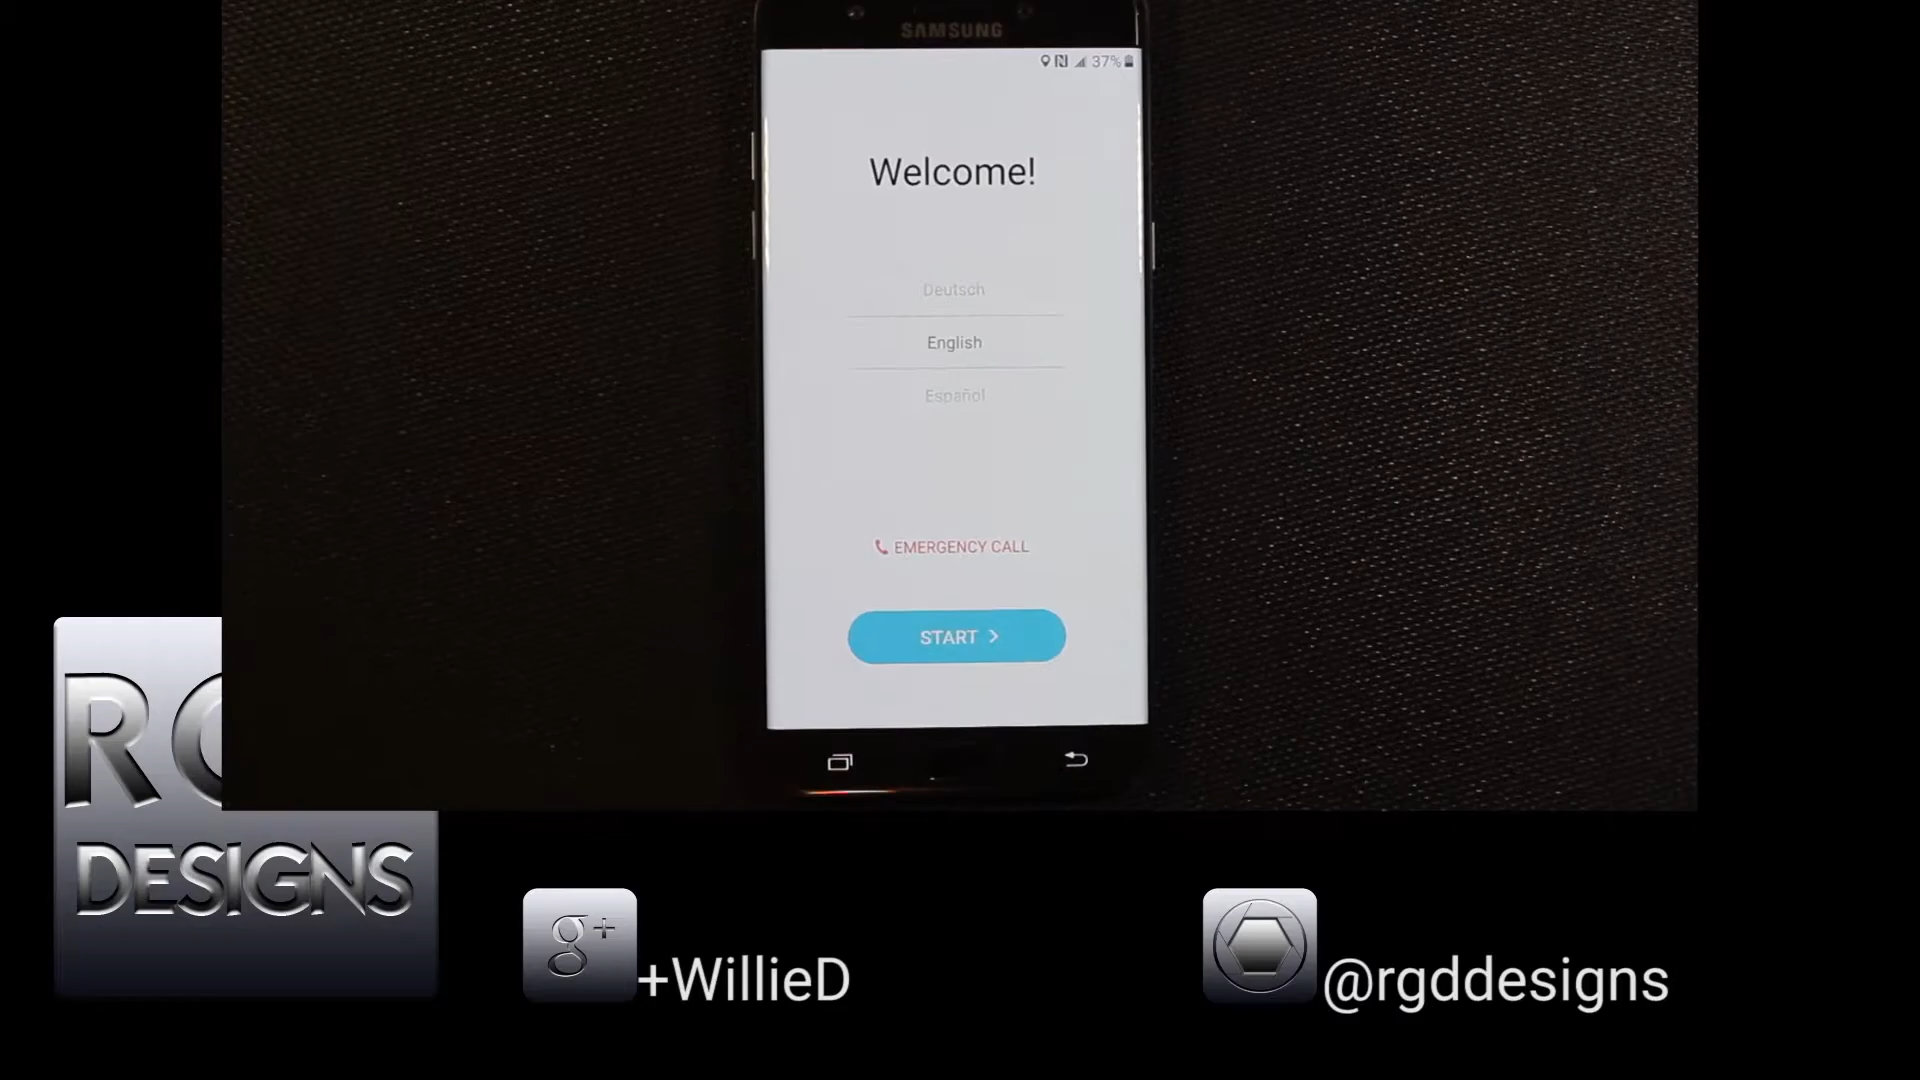 SAMSUNG
37%
Welcome!
Deutsch
English
Español
EMERGENCY CALL
START >
DESIGNS
g+
+WillieD
@rgddesigns